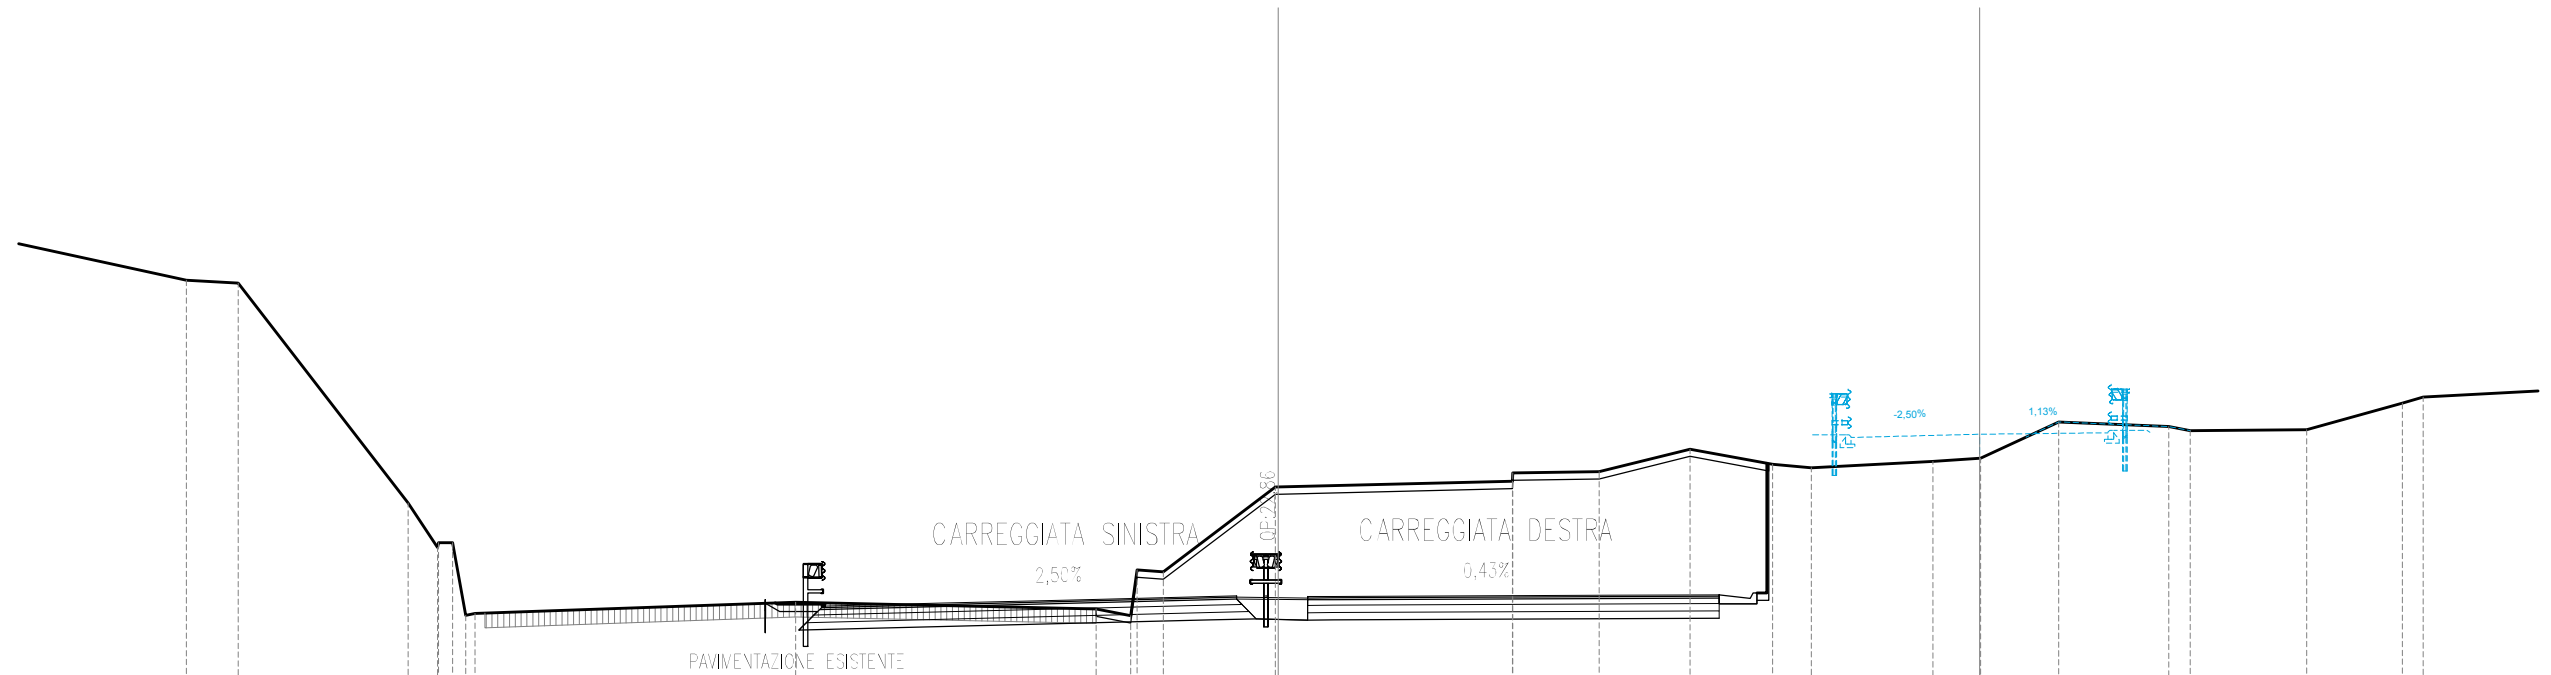 -2,50%
1,13%
CARREGGIATA SINISTRA
CARREGGIATA DESTRA
2,50%
0,43%
PAVIMENTAZIONE ESISTENTE